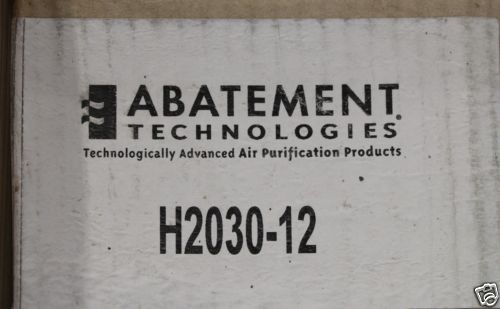 ABATEMENT
TECHNOLOGIES®
Technologically Advanced Air Purification Products
H2030-12